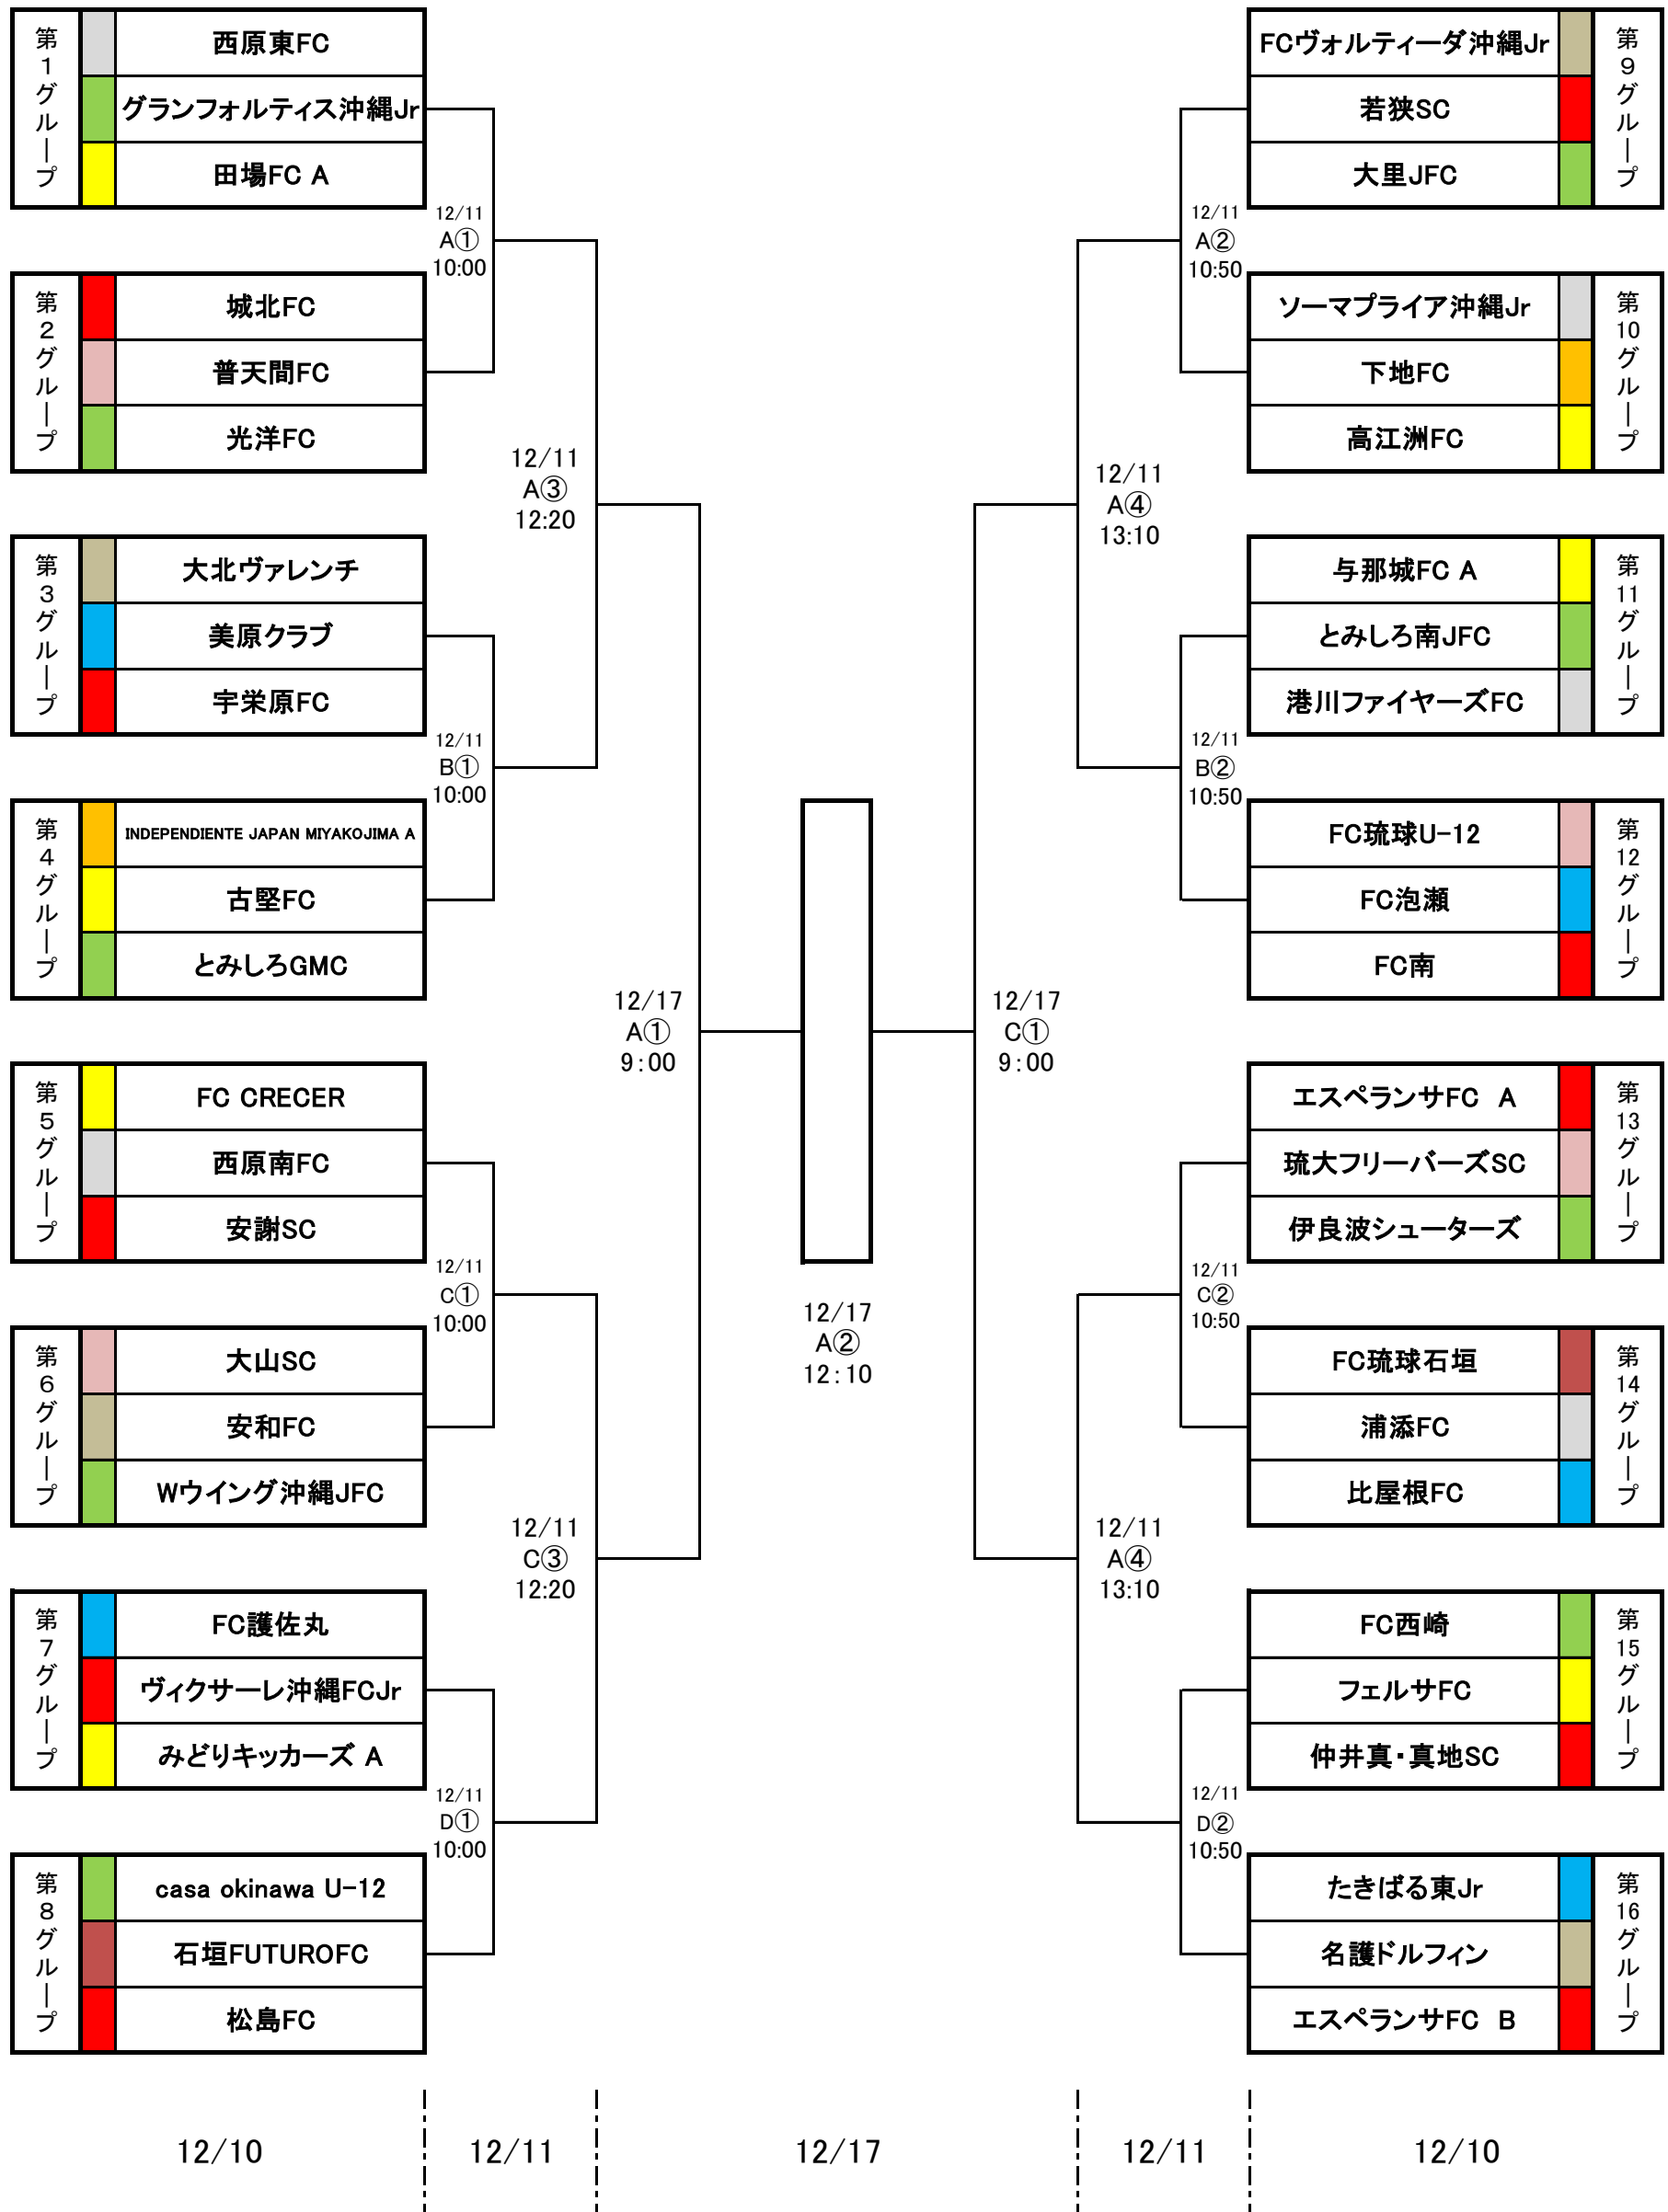 第1グループ
西原東FC
グランフォルティス沖縄Jr
田場FC A
12/11
A①
10:00
第2グループ
城北FC
普天間FC
光洋FC
12/11
A③
12:20
第3グループ
大北ヴァレンチ
美原クラブ
宇栄原FC
12/11
B①
10:00
第4グループ
INDEPENDIENTE JAPAN MIYAKOJIMA A
古堅FC
とみしろGMC
12/17
A①
9:00
第5グループ
FC CRECER
西原南FC
安謝SC
12/11
C①
10:00
第6グループ
大山SC
安和FC
Wウイング沖縄JFC
12/11
C③
12:20
第7グループ
FC護佐丸
ヴィクサーレ沖縄FCJr
みどりキッカーズ A
12/11
D①
10:00
第8グループ
casa okinawa U-12
石垣FUTUROFC
松島FC
12/17
A②
12:10
FCヴォルティーダ沖縄Jr
若狭SC
大里JFC
第9グループ
12/11
A②
10:50
ソーマプライア沖縄Jr
下地FC
高江洲FC
第10グループ
12/11
A④
13:10
与那城FC A
とみしろ南JFC
港川ファイヤーズFC
第11グループ
12/11
B②
10:50
FC琉球U-12
FC泡瀬
FC南
第12グループ
12/17
C①
9:00
エスペランサFC A
琉大フリーバーズSC
伊良波シューターズ
第13グループ
12/11
C②
10:50
FC琉球石垣
浦添FC
比屋根FC
第14グループ
12/11
A④
13:10
FC西崎
フェルサFC
仲井真・真地SC
第15グループ
12/11
D②
10:50
たきばる東Jr
名護ドルフィン
エスペランサFC B
第16グループ
12/10
12/11
12/17
12/11
12/10